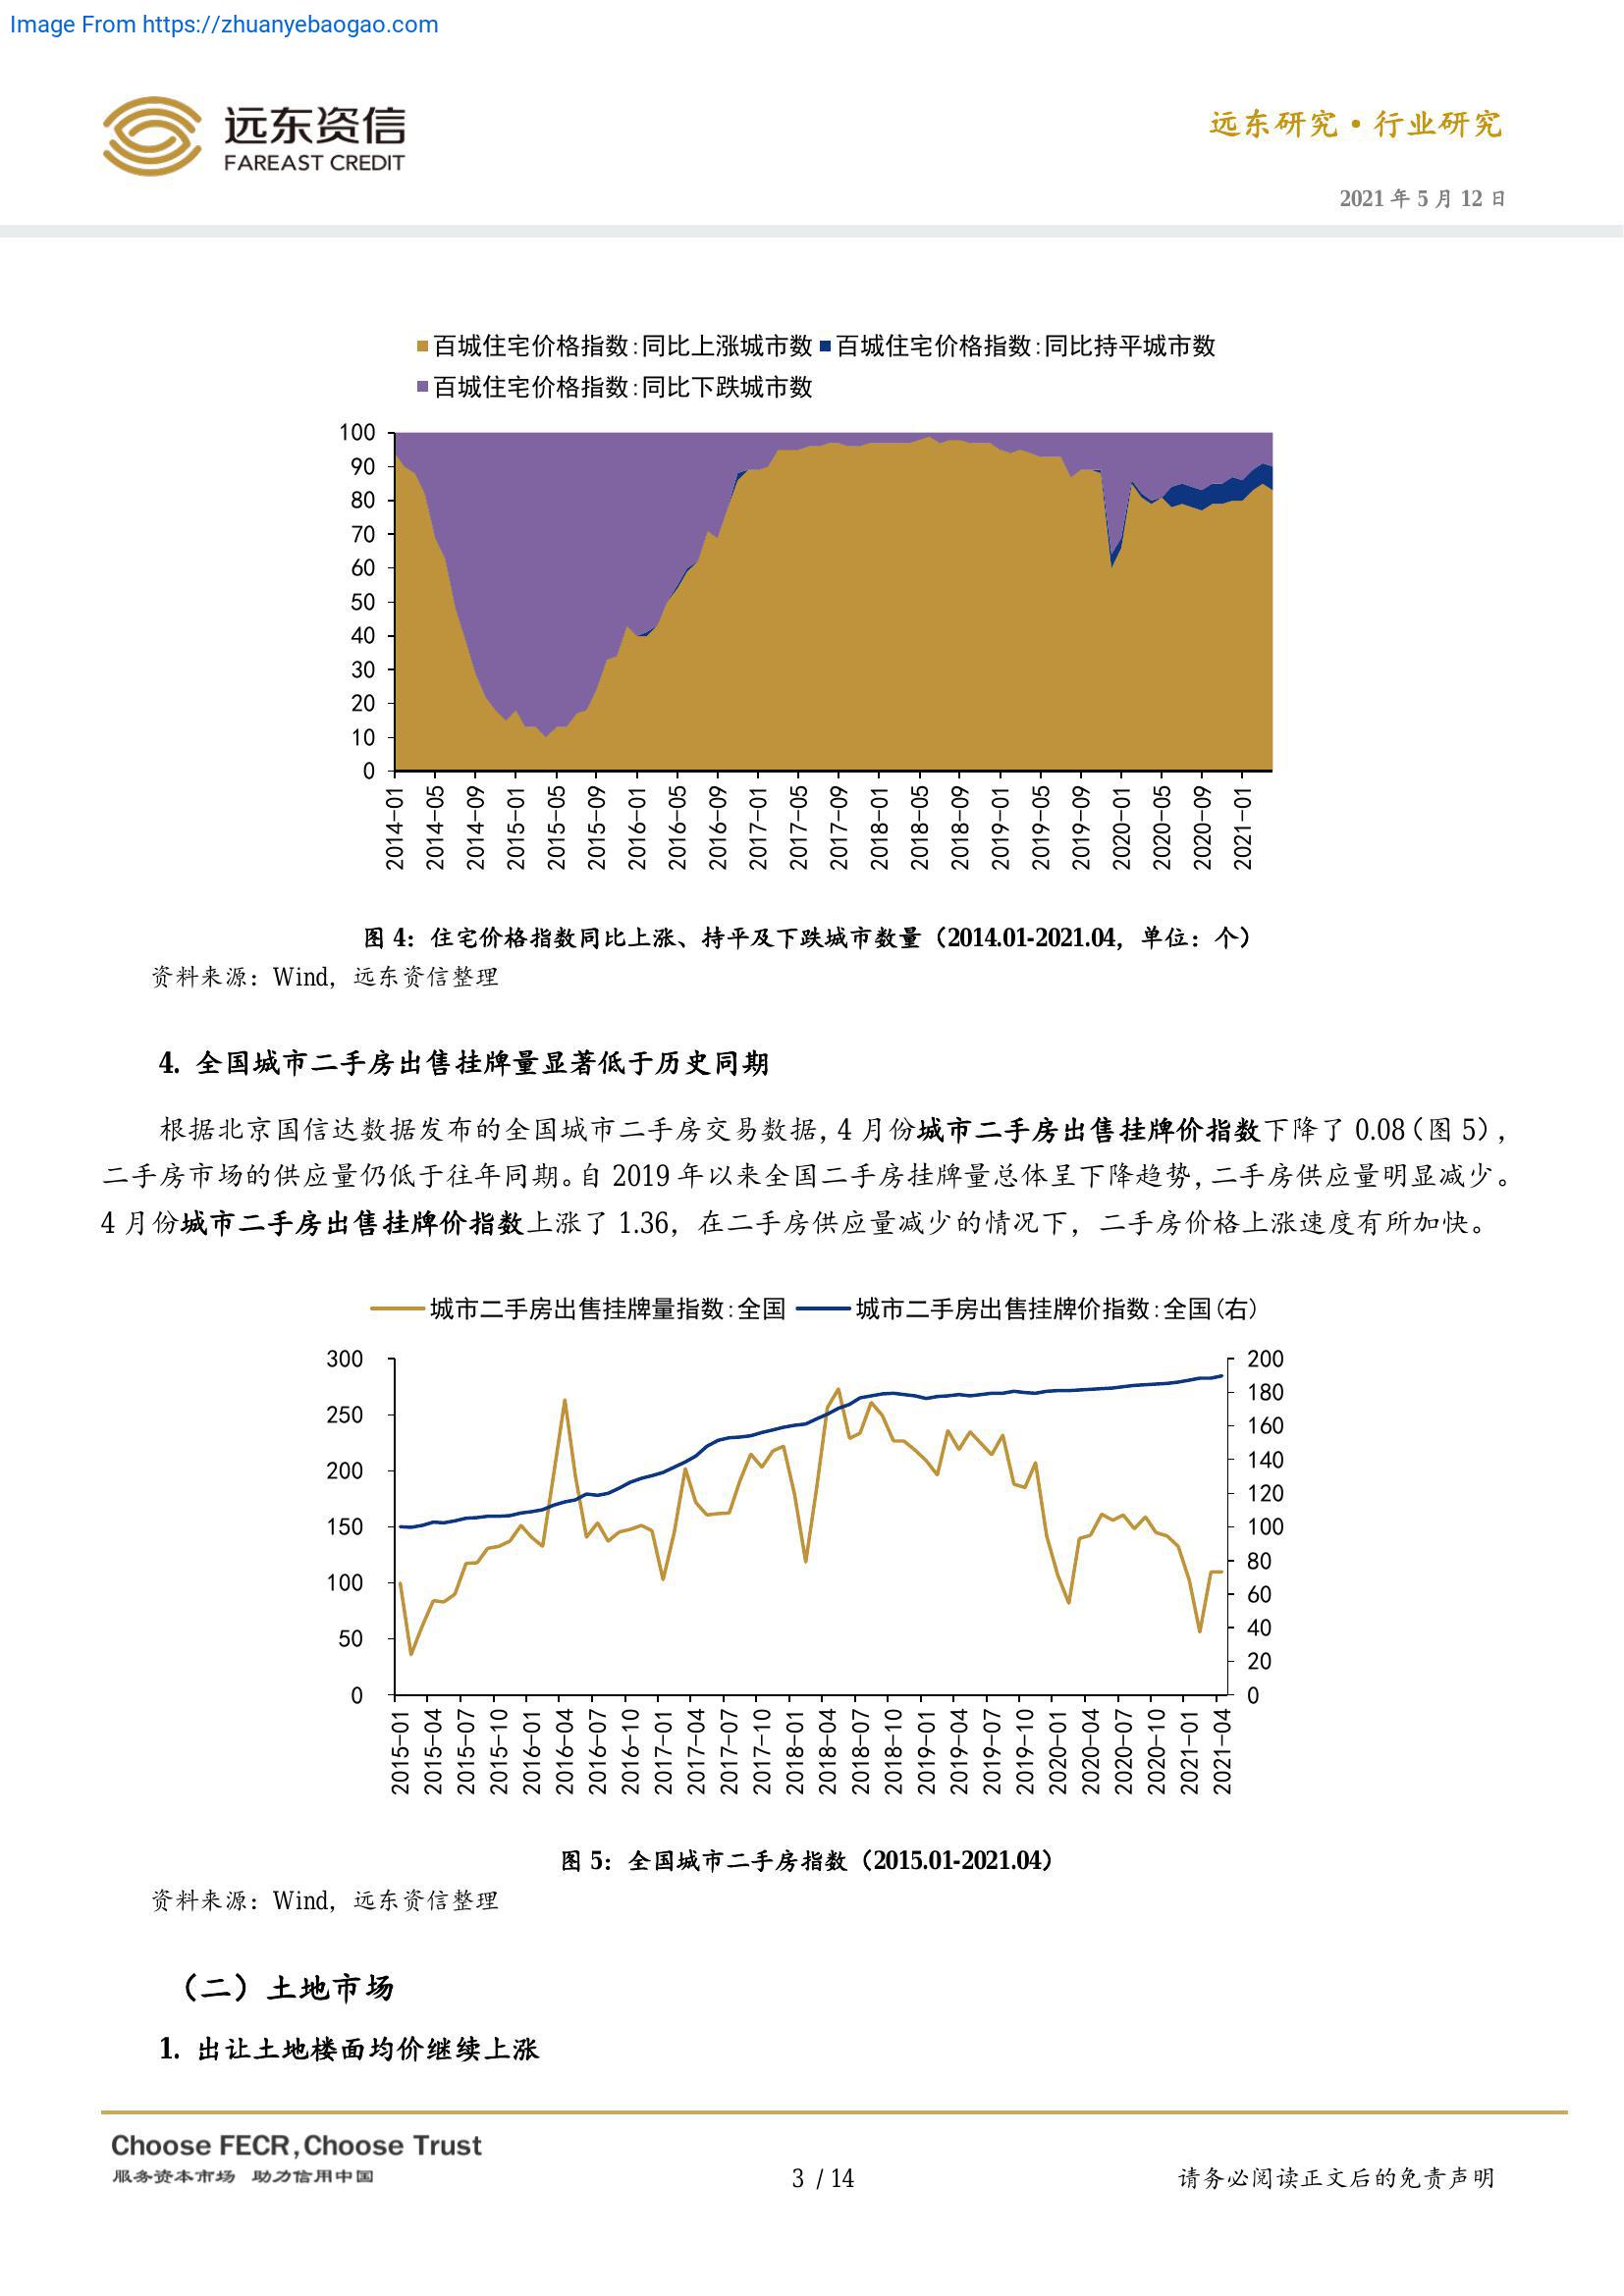 Image From https://zhuanyebaogao.com
远东资信
FAREAST CREDIT
远东研究·行业研究
2021 年 5 月 12 日
百城住宅价格指数:同比上涨城市数 百城住宅价格指数:同比持平城市数
百城住宅价格指数:同比下跌城市数
100
90
80
70
60
50
40
30
20
10
0
2014-01 2014-05 2014-09 2015-01 2015-05 2015-09 2016-01 2016-05 2016-09 2017-01 2017-05 2017-09 2018-01 2018-05 2018-09 2019-01 2019-05 2019-09 2020-01 2020-05 2020-09 2021-01
图 4：住宅价格指数同比上涨、持平及下跌城市数量（2014.01-2021.04，单位：个）
资料来源：Wind，远东资信整理
4. 全国城市二手房出售挂牌量显著低于历史同期
根据北京国信达数据发布的全国城市二手房交易数据，4 月份城市二手房出售挂牌价指数下降了 0.08（图 5），
二手房市场的供应量仍低于往年同期。自 2019 年以来全国二手房挂牌量总体呈下降趋势，二手房供应量明显减少。
4 月份城市二手房出售挂牌价指数上涨了 1.36，在二手房供应量减少的情况下，二手房价格上涨速度有所加快。
城市二手房出售挂牌量指数:全国 城市二手房出售挂牌价指数:全国(右)
300 200
250 180
200 160
150 140
100 120
50 100
0 80
60
40
20
0
2015-01 2015-04 2015-07 2015-10 2016-01 2016-04 2016-07 2016-10 2017-01 2017-04 2017-07 2017-10 2018-01 2018-04 2018-07 2018-10 2019-01 2019-04 2019-07 2019-10 2020-01 2020-04 2020-07 2020-10 2021-01 2021-04
图 5：全国城市二手房指数（2015.01-2021.04）
资料来源：Wind，远东资信整理
（二）土地市场
1. 出让土地楼面均价继续上涨
Choose FECR,Choose Trust
服务资本市场 助力信用中国
3 / 14
请务必阅读正文后的免责声明